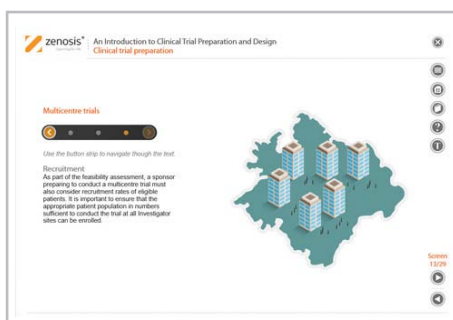 zenosis®
An Introduction to Clinical Trial Preparation and Design
Clinical trial preparation
Multicentre trials
Use the button strip to navigate though the text.
Recruitment
As part of the feasibility assessment, a sponsor
preparing to conduct a multicentre trial must
also consider recruitment rates of eligible
patients. It is important to ensure that the
appropriate patient population in numbers
sufficient to conduct the trial at all Investigator
sites can be enrolled.
Screen
13/29